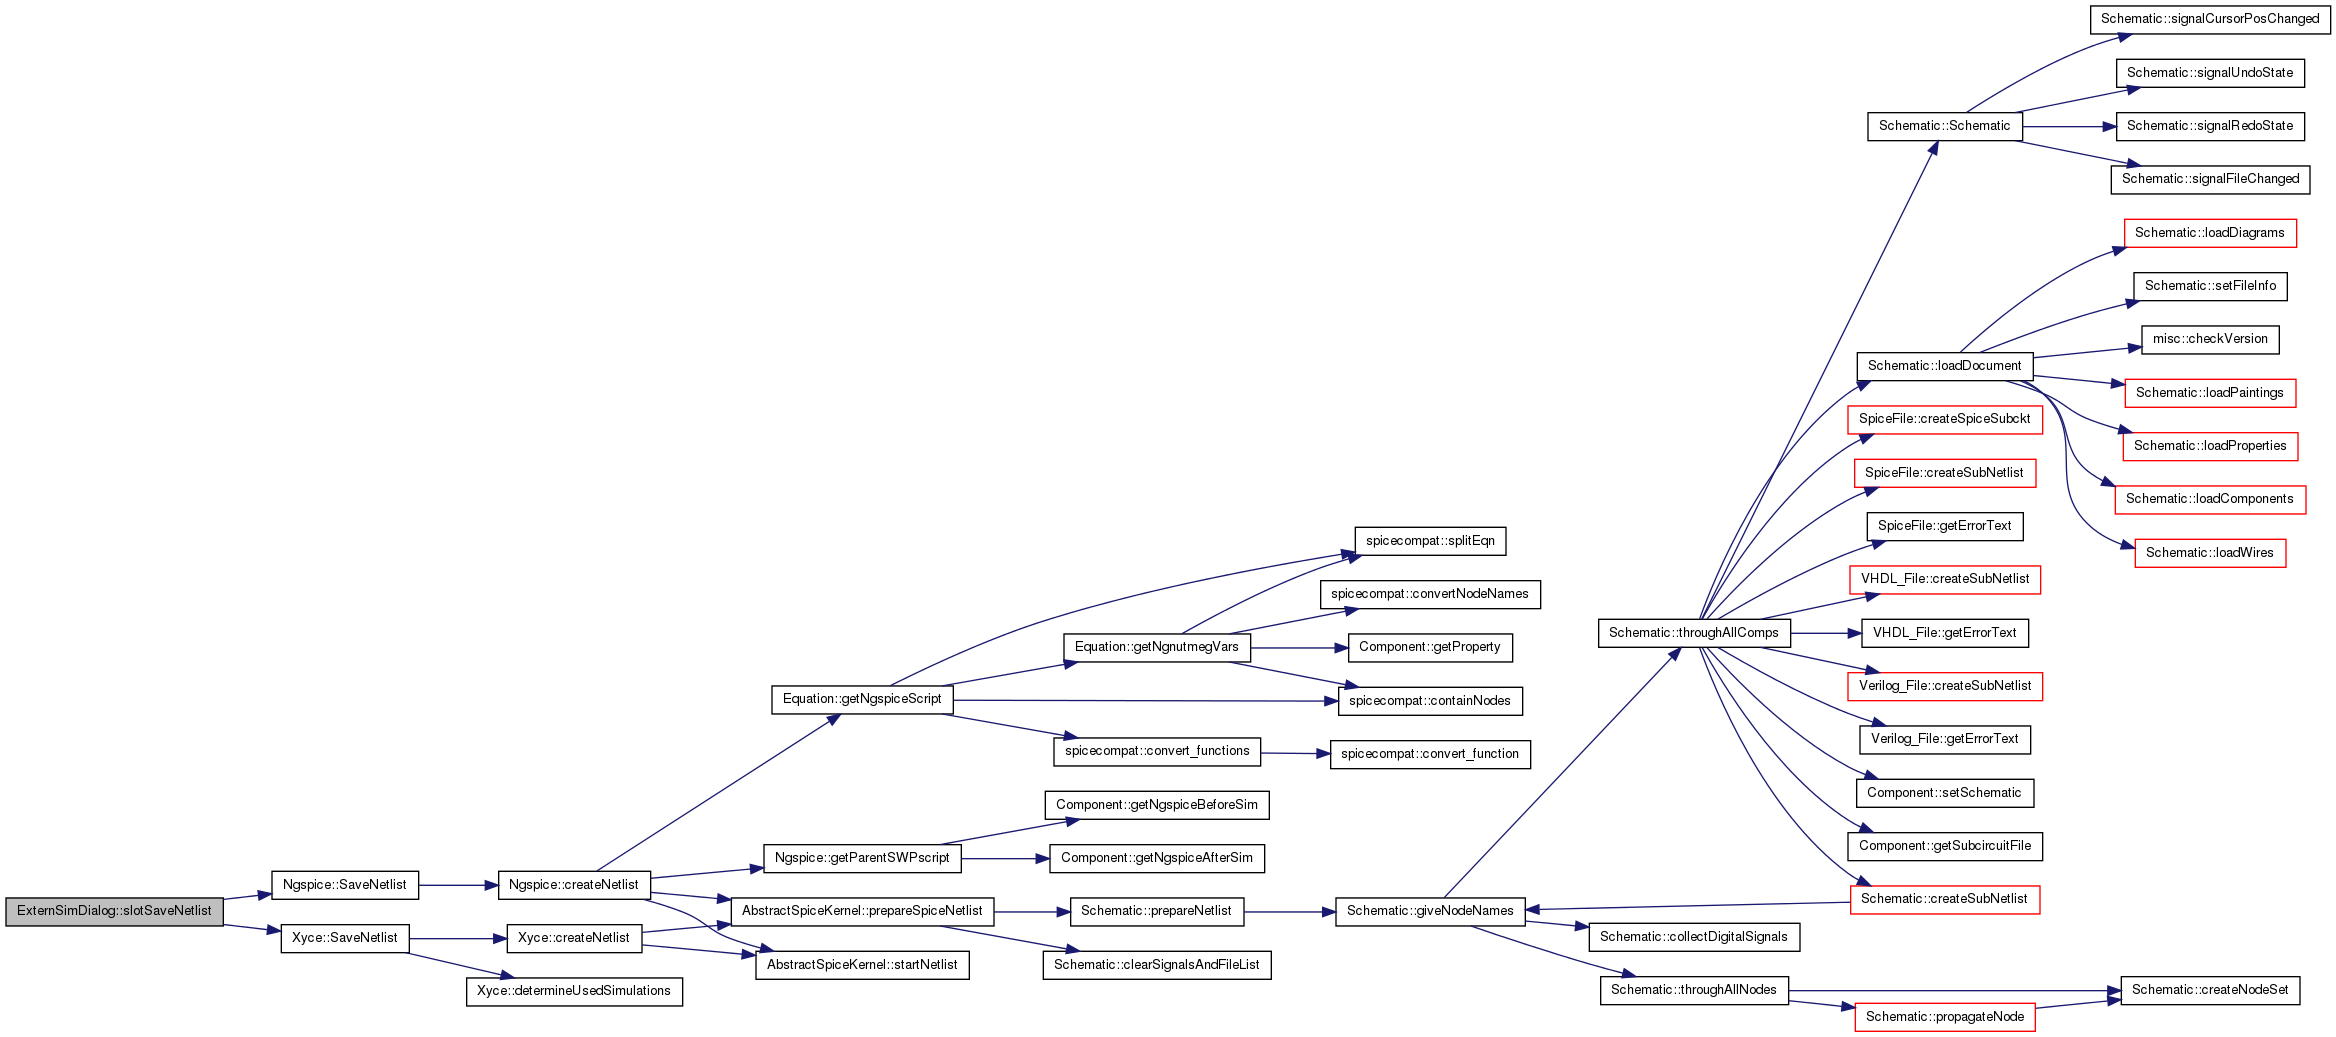 ExternSimDialog::slotSaveNetlist
Ngspice::SaveNetlist
Xyce::SaveNetlist
Ngspice::createNetlist
Xyce::createNetlist
Xyce::determineUsedSimulations
Equation::getNgspiceScript
Ngspice::getParentSWPscript
AbstractSpiceKernel::prepareSpiceNetlist
AbstractSpiceKernel::startNetlist
Equation::getNgnutmegVars
spicecompat::convert_functions
Component::getNgspiceBeforeSim
Component::getNgspiceAfterSim
Schematic::prepareNetlist
Schematic::clearSignalsAndFileList
spicecompat::splitEqn
spicecompat::convertNodeNames
Component::getProperty
spicecompat::containNodes
spicecompat::convert_function
Schematic::giveNodeNames
Schematic::throughAllComps
Schematic::collectDigitalSignals
Schematic::throughAllNodes
Schematic::Schematic
Schematic::loadDocument
SpiceFile::createSpiceSubckt
SpiceFile::createSubNetlist
SpiceFile::getErrorText
VHDL_File::createSubNetlist
VHDL_File::getErrorText
Verilog_File::createSubNetlist
Verilog_File::getErrorText
Component::setSchematic
Component::getSubcircuitFile
Schematic::createSubNetlist
Schematic::propagateNode
Schematic::signalCursorPosChanged
Schematic::signalUndoState
Schematic::signalRedoState
Schematic::signalFileChanged
Schematic::loadDiagrams
Schematic::setFileInfo
misc::checkVersion
Schematic::loadPaintings
Schematic::loadProperties
Schematic::loadComponents
Schematic::loadWires
Schematic::createNodeSet